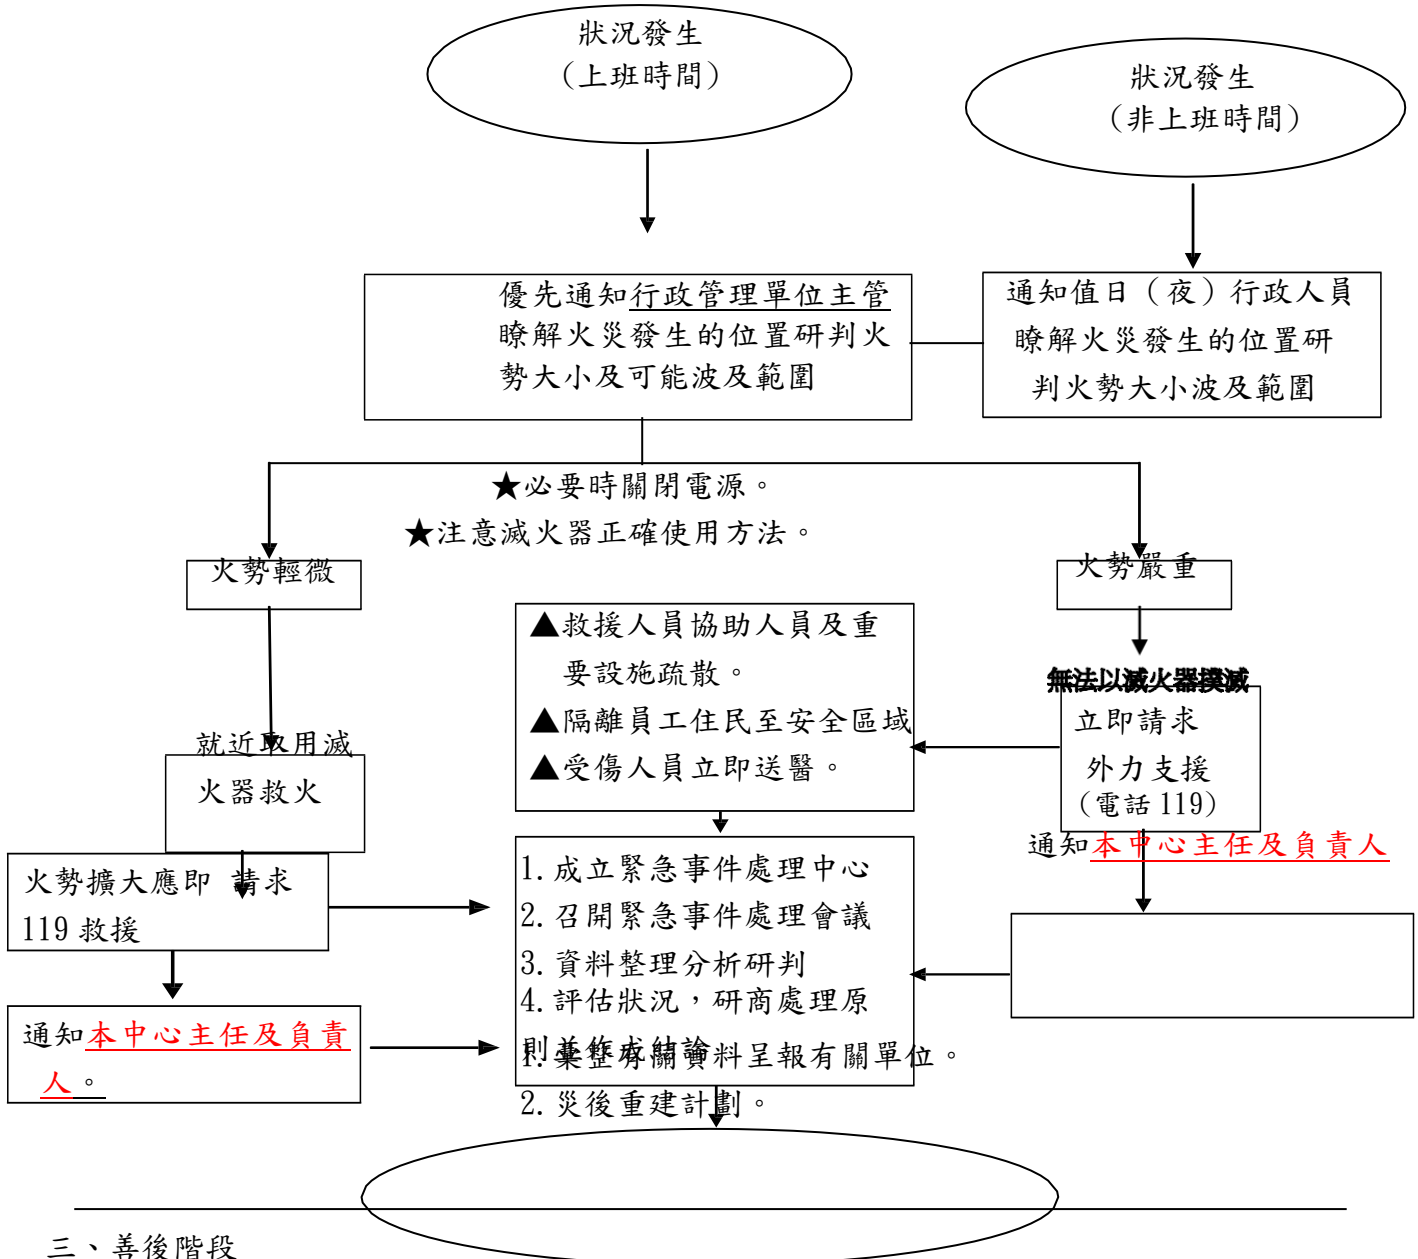 狀況發生
（上班時間）
狀況發生
（非上班時間）
優先通知行政管理單位主管
瞭解火災發生的位置研判火
勢大小及可能波及範圍
通知值日（夜）行政人員
瞭解火災發生的位置研
判火勢大小波及範圍
★必要時關閉電源。
★注意滅火器正確使用方法。
火勢輕微
火勢嚴重
▲救援人員協助人員及重
要設施疏散。
▲隔離員工住民至安全區域
▲受傷人員立即送醫。
無法以滅火器撲滅
立即請求
外力支援
（電話 119）
就近取用滅
火器救火
通知本中心主任及負責人
火勢擴大應即 請求
119 救援
1. 成立緊急事件處理中心
2. 召開緊急事件處理會議
3. 資料整理分析研判
4. 評估狀況，研商處理原
則並作成結論
通知本中心主任及負責
人。
1. 彙整有關資料呈報有關單位。
2. 災後重建計劃。
三、善後階段